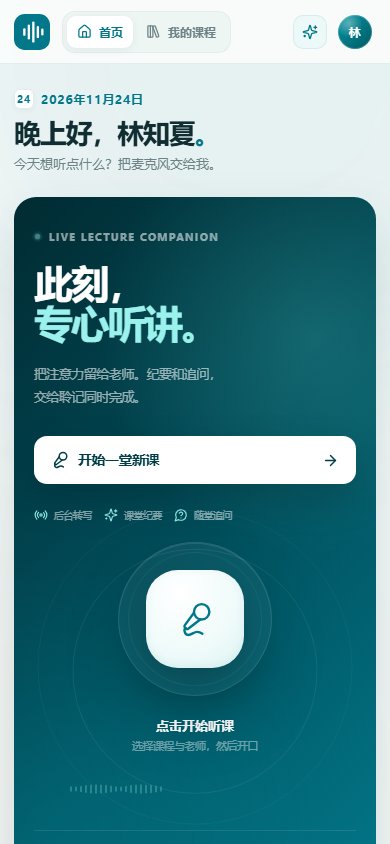 首页
我的课程
林
24 2026年11月24日
晚上好，林知夏。
今天想听点什么？把麦克风交给我。
LIVE LECTURE COMPANION
此刻，
专心听讲。
把注意力留给老师。纪要和追问，
交给聆记同时完成。
开始一堂新课
后台转写 课堂纪要 随堂追问
点击开始听课
选择课程与老师，然后开口